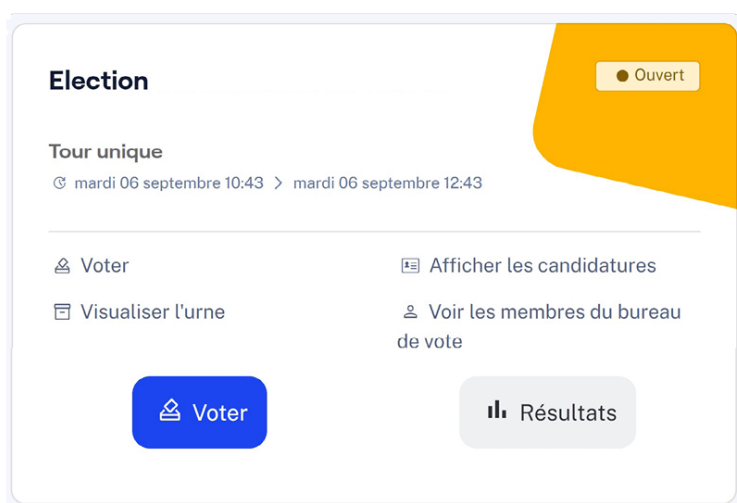 Election
Ouvert
Tour unique
mardi 06 septembre 10:43 > mardi 06 septembre 12:43
Voter
Afficher les candidatures
Visualiser l'urne
Voir les membres du bureau
de vote
Voter
Résultats